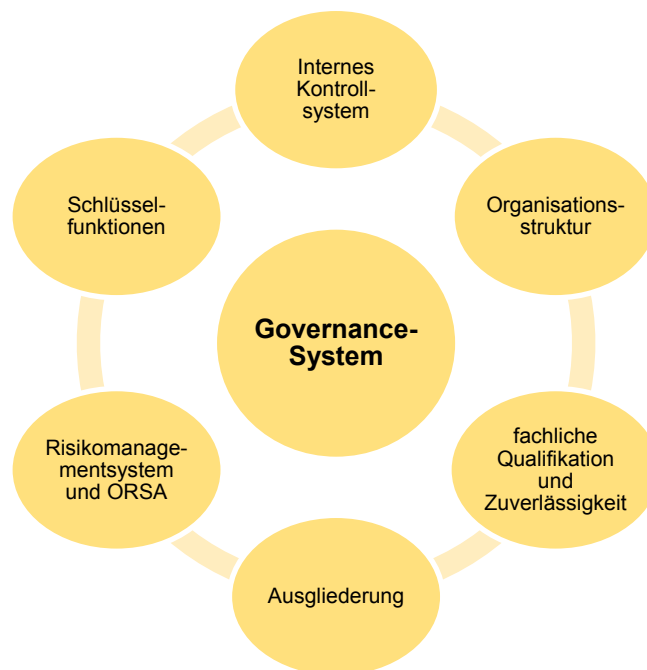 Internes
Kontroll-
system
Schlüssel-
funktionen
Organisations-
struktur
Governance-
System
Risikomanage-
mentsystem
und ORSA
fachliche
Qualifikation
und
Zuverlässigkeit
Ausgliederung